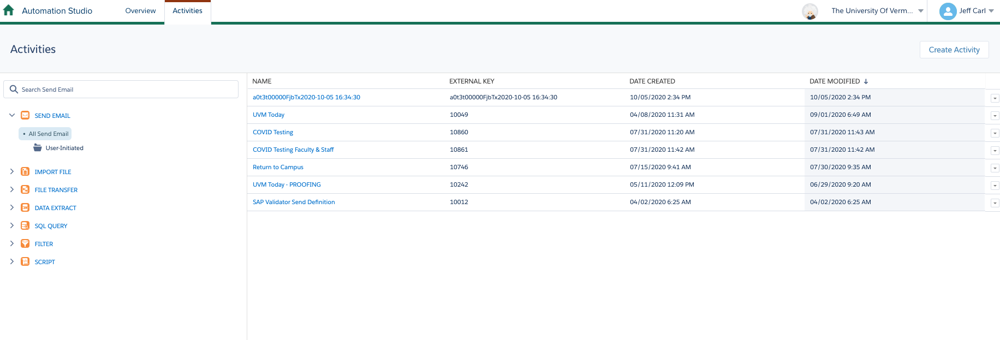 Automation Studio Overview Activities The University Of Verm... Jeff Carl
Activities
Create Activity
Search Send Email
SEND EMAIL
• All Send Email
User-Initiated
IMPORT FILE
FILE TRANSFER
DATA EXTRACT
SQL QUERY
FILTER
SCRIPT
NAME EXTERNAL KEY DATE CREATED DATE MODIFIED
a0t3t00000FjbTx2020-10-05 16:34:30 a0t3t00000FjbTx2020-10-05 16:34:30 10/05/2020 2:34 PM 10/05/2020 2:34 PM
UVM Today 10049 04/08/2020 11:31 AM 09/01/2020 6:49 AM
COVID Testing 10860 07/31/2020 11:20 AM 07/31/2020 11:43 AM
COVID Testing Faculty & Staff 10861 07/31/2020 11:42 AM 07/31/2020 11:42 AM
Return to Campus 10746 07/15/2020 9:41 AM 07/30/2020 9:35 AM
UVM Today - PROOFING 10242 05/11/2020 12:09 PM 06/29/2020 9:20 AM
SAP Validator Send Definition 10012 04/02/2020 6:25 AM 04/02/2020 6:25 AM